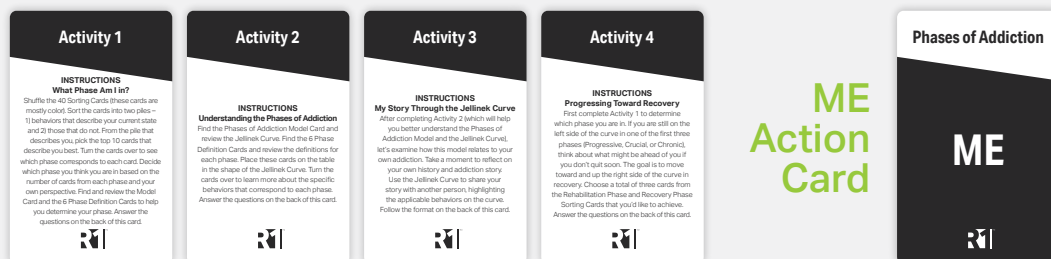 Activity 1
INSTRUCTIONS
What Phase Am I in?
Shuffle the 40 Sorting Cards (these cards are
mostly color). Sort the cards into two piles –
1) behaviors that describe your current state
and 2) those that do not. From the pile that
describes you, pick the top 10 cards that
describe you best. Turn the cards over to see
which phase corresponds to each card. Decide
which phase you think you are in based on the
number of cards from each phase and your
own perspective. Find and review the Model
Card and the 6 Phase Definition Cards to help
you determine your phase. Answer the
questions on the back of this card.
Activity 2
INSTRUCTIONS
Understanding the Phases of Addiction
Find the Phases of Addiction Model Card and
review the Jellinek Curve. Find the 6 Phase
Definition Cards and review the definitions for
each phase. Place these cards on the table
in the shape of the Jellinek Curve. Turn the
cards over to learn more about the specific
behaviors that correspond to each phase.
Answer the questions on the back of this card.
Activity 3
INSTRUCTIONS
My Story Through the Jellinek Curve
After completing Activity 2 (which will help
you better understand the Phases of
Addiction Model and the Jellinek Curve),
let's examine how this model relates to your
own addiction. Take a moment to reflect on
your own history and addiction story.
Use the Jellinek Curve to share your
story with another person, highlighting
the applicable behaviors on the curve.
Follow the format on the back of this card.
Activity 4
INSTRUCTIONS
Progressing Toward Recovery
First complete Activity 1 to determine
which phase you are in. If you are still on the
left side of the curve in one of the first three
phases (Progressive, Crucial, or Chronic),
think about what might be ahead of you if
you don't quit soon. The goal is to move
toward and up the right side of the curve in
recovery. Choose a total of three cards from
the Rehabilitation Phase and Recovery Phase
Sorting Cards that you'd like to achieve.
Answer the questions on the back of this card.
ME
Action
Card
Phases of Addiction
ME